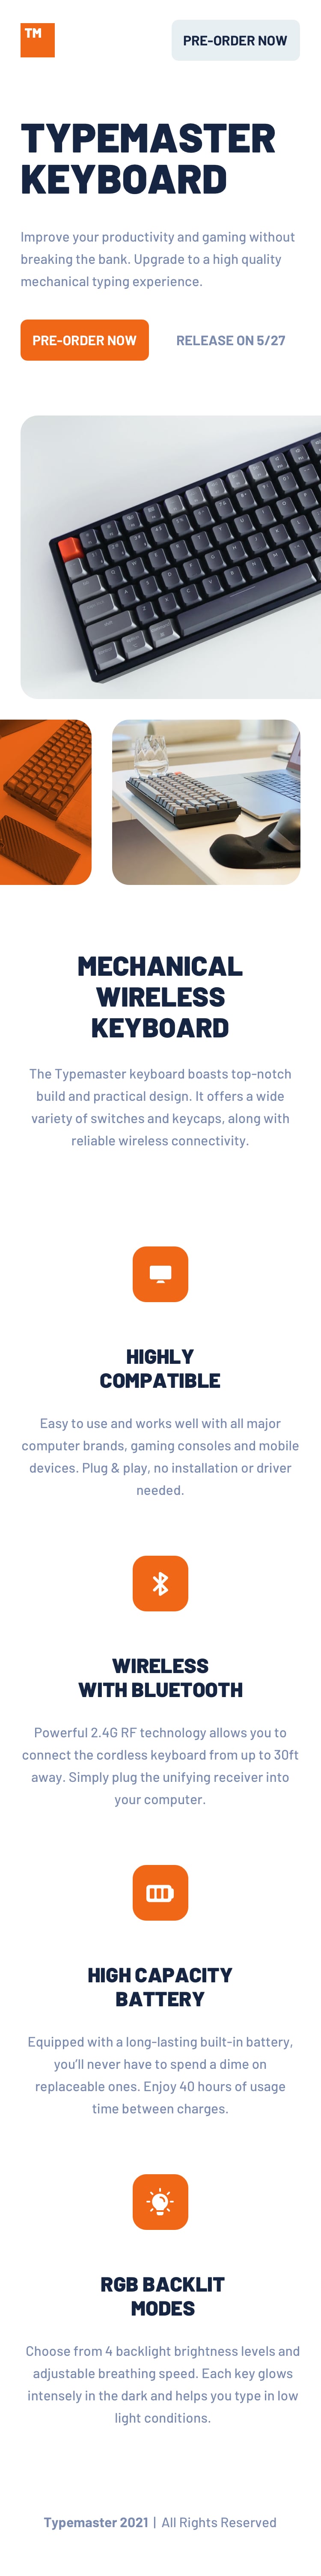 TM
PRE-ORDER NOW
TYPEMASTER
KEYBOARD
Improve your productivity and gaming without
breaking the bank. Upgrade to a high quality
mechanical typing experience.
PRE-ORDER NOW
RELEASE ON 5/27
MECHANICAL
WIRELESS
KEYBOARD
The Typemaster keyboard boasts top-notch
build and practical design. It offers a wide
variety of switches and keycaps, along with
reliable wireless connectivity.
HIGHLY
COMPATIBLE
Easy to use and works well with all major
computer brands, gaming consoles and mobile
devices. Plug & play, no installation or driver
needed.
WIRELESS
WITH BLUETOOTH
Powerful 2.4G RF technology allows you to
connect the cordless keyboard from up to 30ft
away. Simply plug the unifying receiver into
your computer.
HIGH CAPACITY
BATTERY
Equipped with a long-lasting built-in battery,
you'll never have to spend a dime on
replaceable ones. Enjoy 40 hours of usage
time between charges.
RGB BACKLIT
MODES
Choose from 4 backlight brightness levels and
adjustable breathing speed. Each key glows
intensely in the dark and helps you type in low
light conditions.
Typemaster 2021 | All Rights Reserved